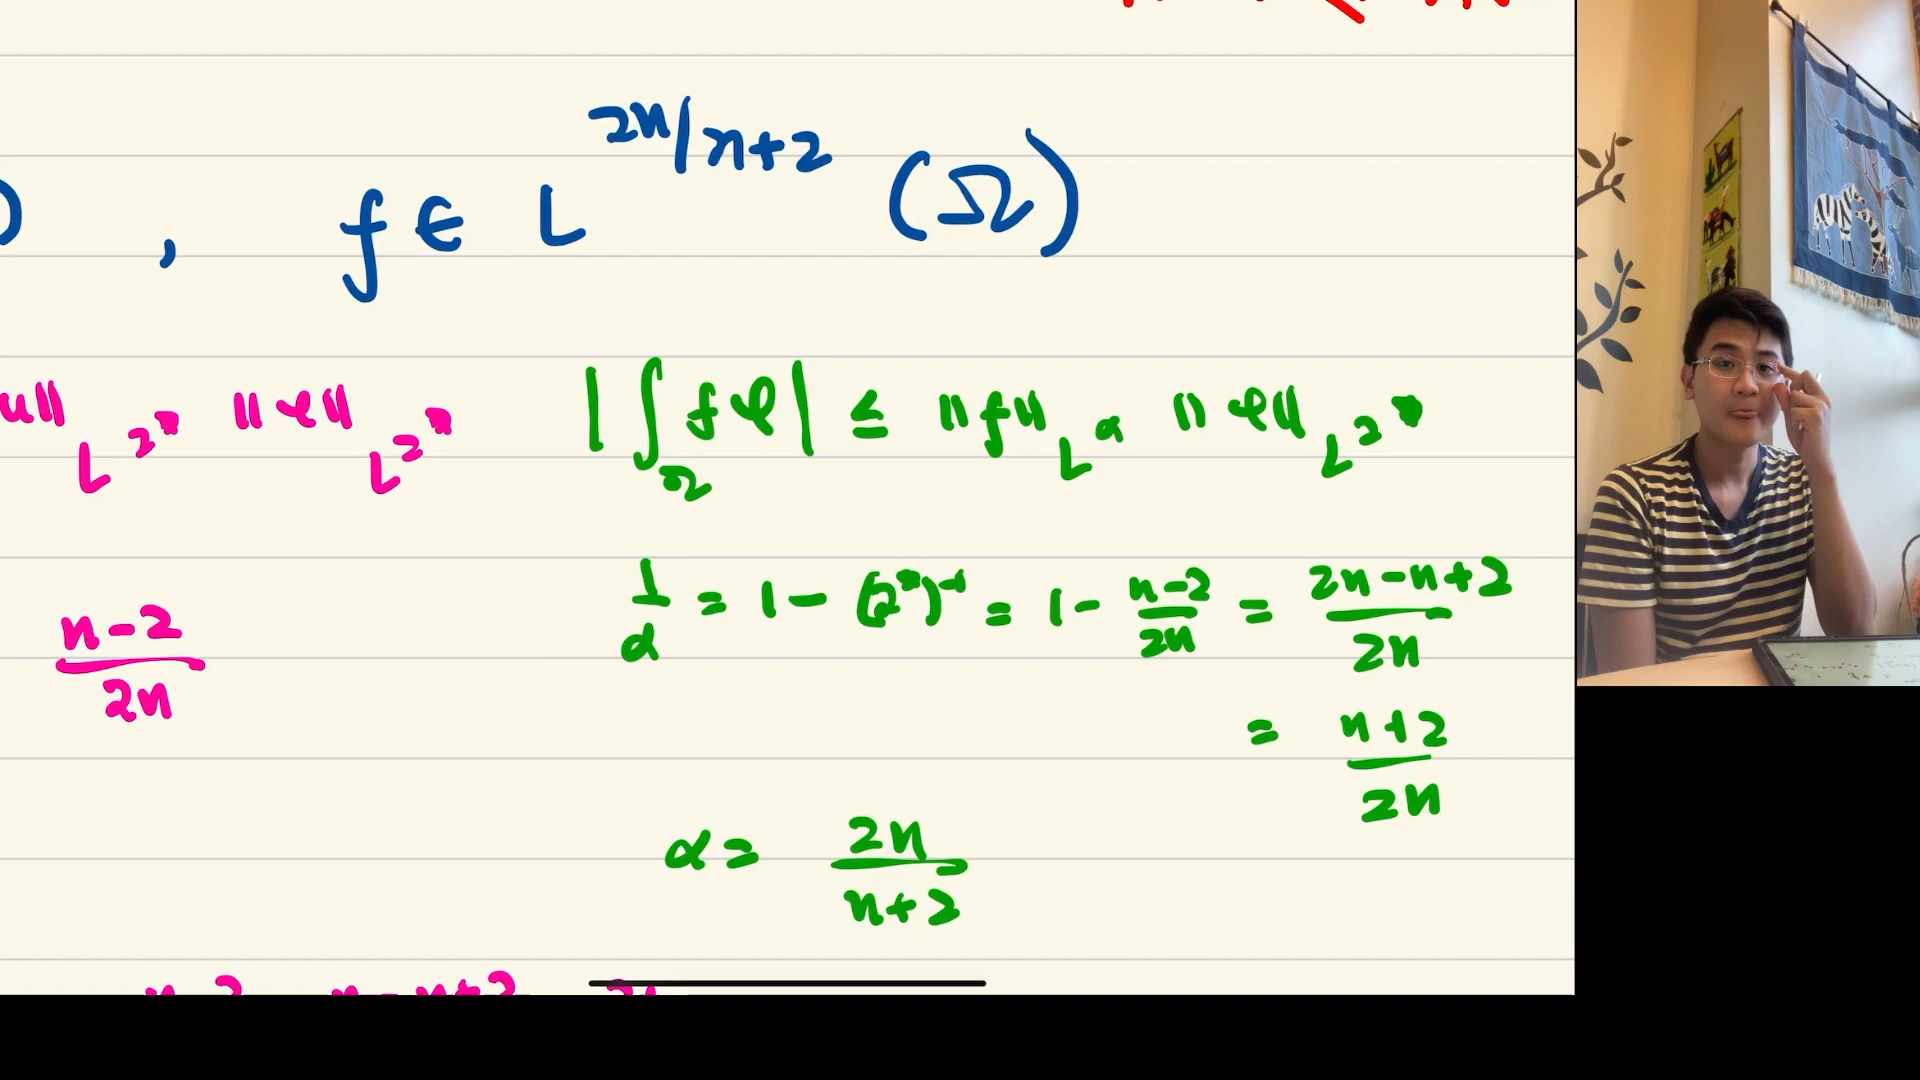 , f ∈ L^{2n/n+2} (Ω)
u‖_{L^{2*}} ‖φ‖_{L^{2*}} |∫_Ω fφ| ≤ ‖f‖_{L^α} ‖φ‖_{L^{2*}}
n-2/2n 1/α = 1 - (2*)^{-1} = 1 - n-2/2n = 2n-n+2/2n
= n+2/2n
α = 2n/n+2